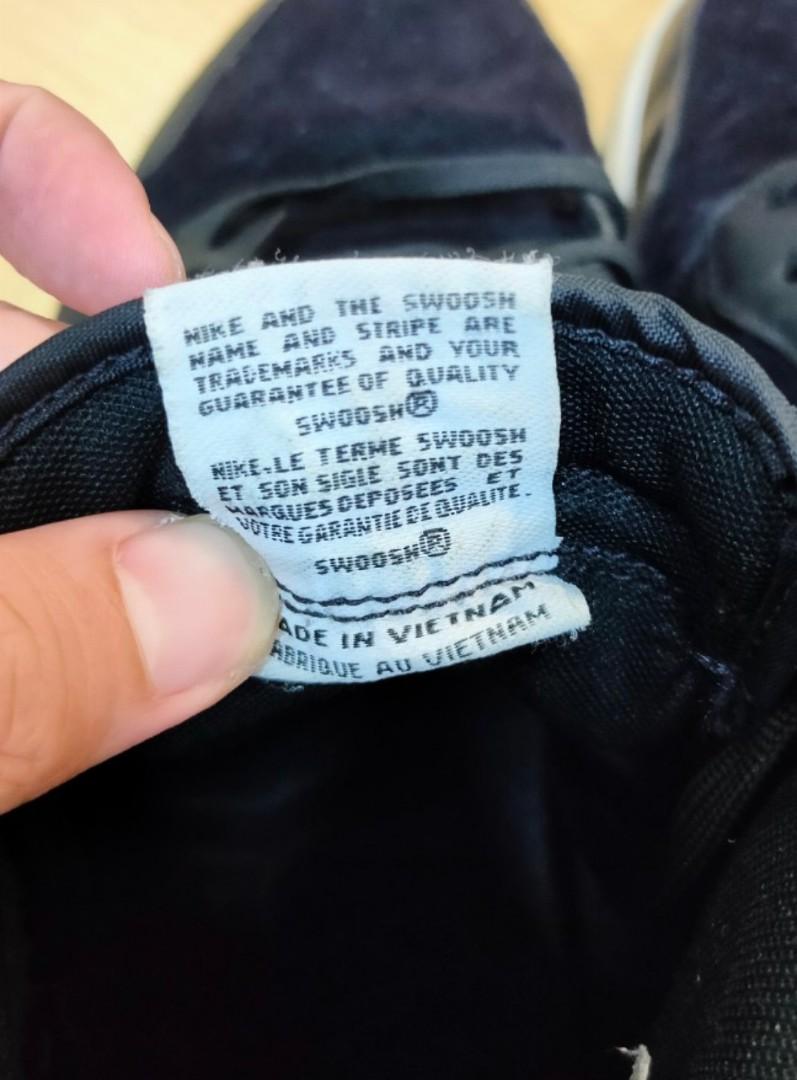 NIKE AND THE SWOOSH
NAME AND STRIPE ARE
TRADEMARKS AND YOUR
GUARANTEE OF QUALITY
SWOOSH®
NIKE-LE TERME SWOOSH
ET SON SIGLE SONT DES
MARQUES DEPOSEES ET
VOTRE GARANTIE DE QUALITE.
SWOOSH®
ADE IN VIETNAM
ABRIQUE AU VIETNAM